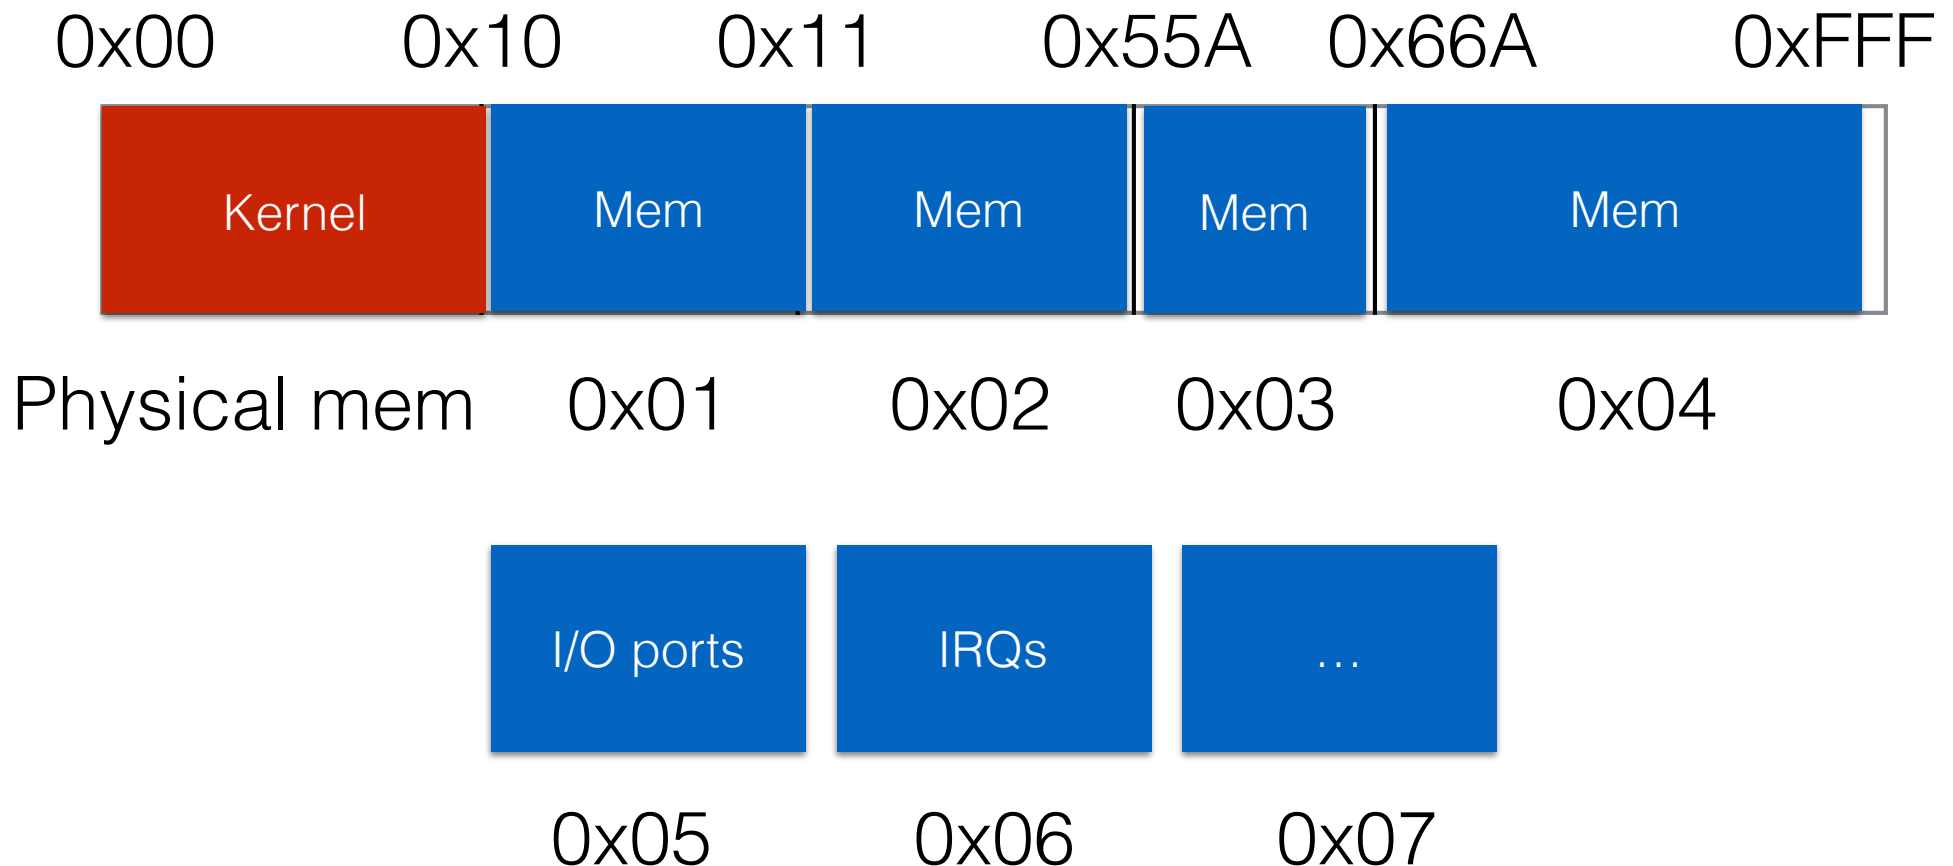 0x00 0x10 0x11 0x55A 0x66A 0xFFF
Kernel Mem Mem Mem Mem
Physical mem 0x01 0x02 0x03 0x04
I/O ports IRQs ...
0x05 0x06 0x07